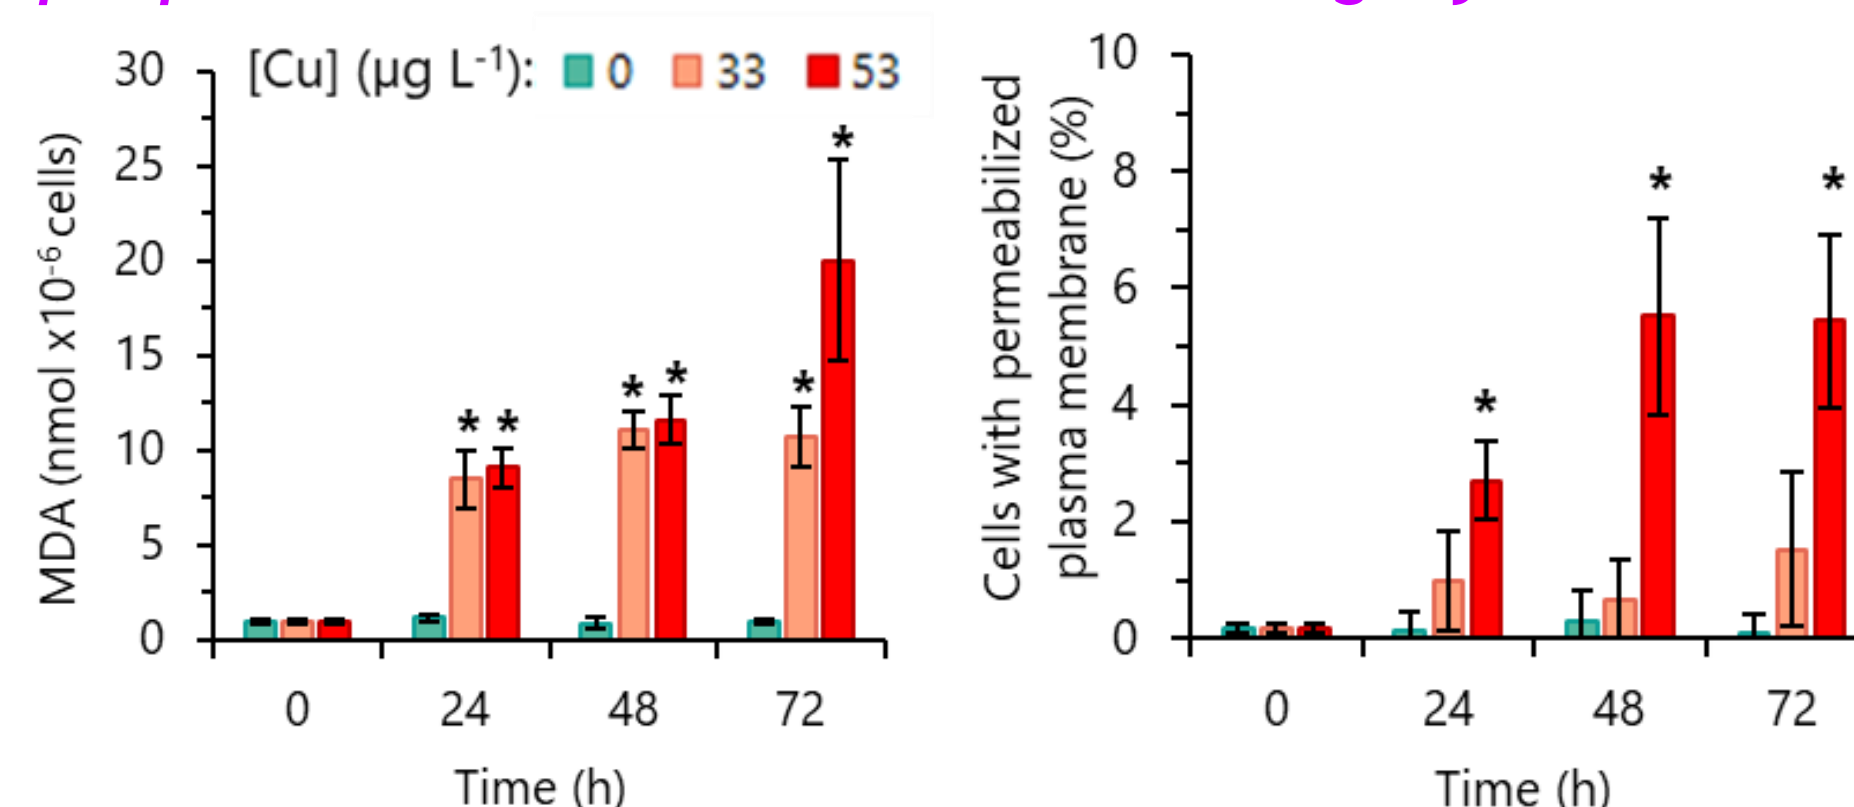 [Cu] (µg L⁻¹): 0 33 53
MDA (nmol x10⁻⁶ cells)
30
25
20
15
10
5
0
* * * * * *
0 24 48 72
Time (h)
Cells with permeabilized
plasma membrane (%)
10
8
6
4
2
0
* * *
0 24 48 72
Time (h)